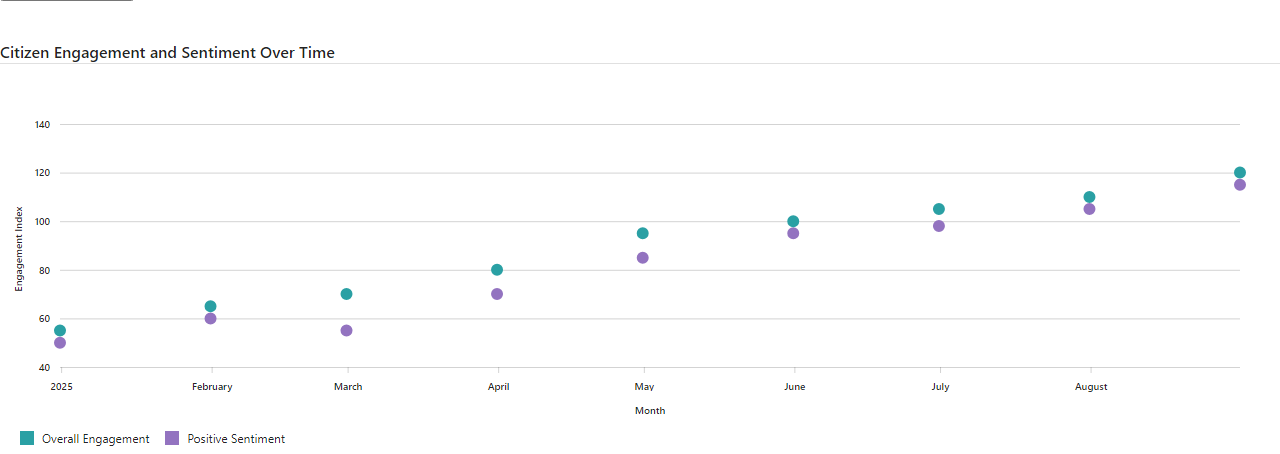 Citizen Engagement and Sentiment Over Time
140
120
100
80
60
40
Engagement Index
2025 February March April May June July August
Month
Overall Engagement Positive Sentiment